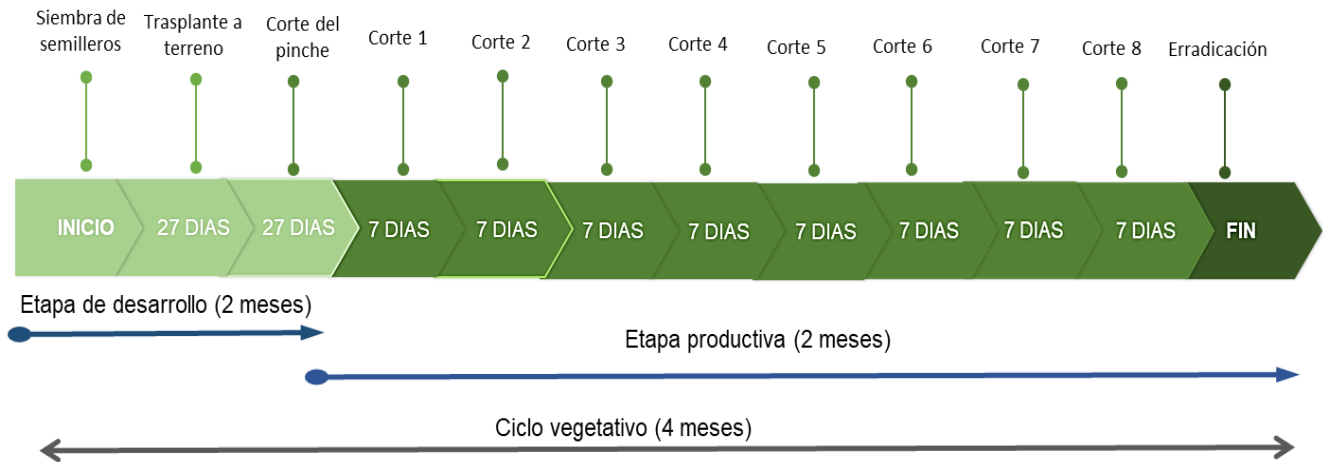 Siembra de
semilleros
Trasplante a
terreno
Corte del
pinche
Corte 1
Corte 2
Corte 3
Corte 4
Corte 5
Corte 6
Corte 7
Corte 8
Erradicación
INICIO
27 DIAS
27 DIAS
7 DIAS
7 DIAS
7 DIAS
7 DIAS
7 DIAS
7 DIAS
7 DIAS
7 DIAS
FIN
Etapa de desarrollo (2 meses)
Etapa productiva (2 meses)
Ciclo vegetativo (4 meses)